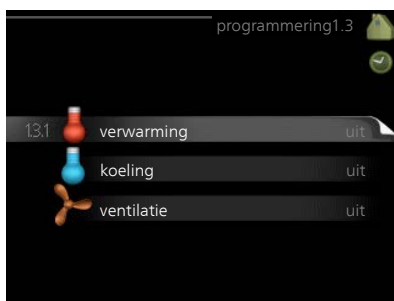 programmering1.3
1.3.1 verwarming uit
koeling uit
ventilatie uit